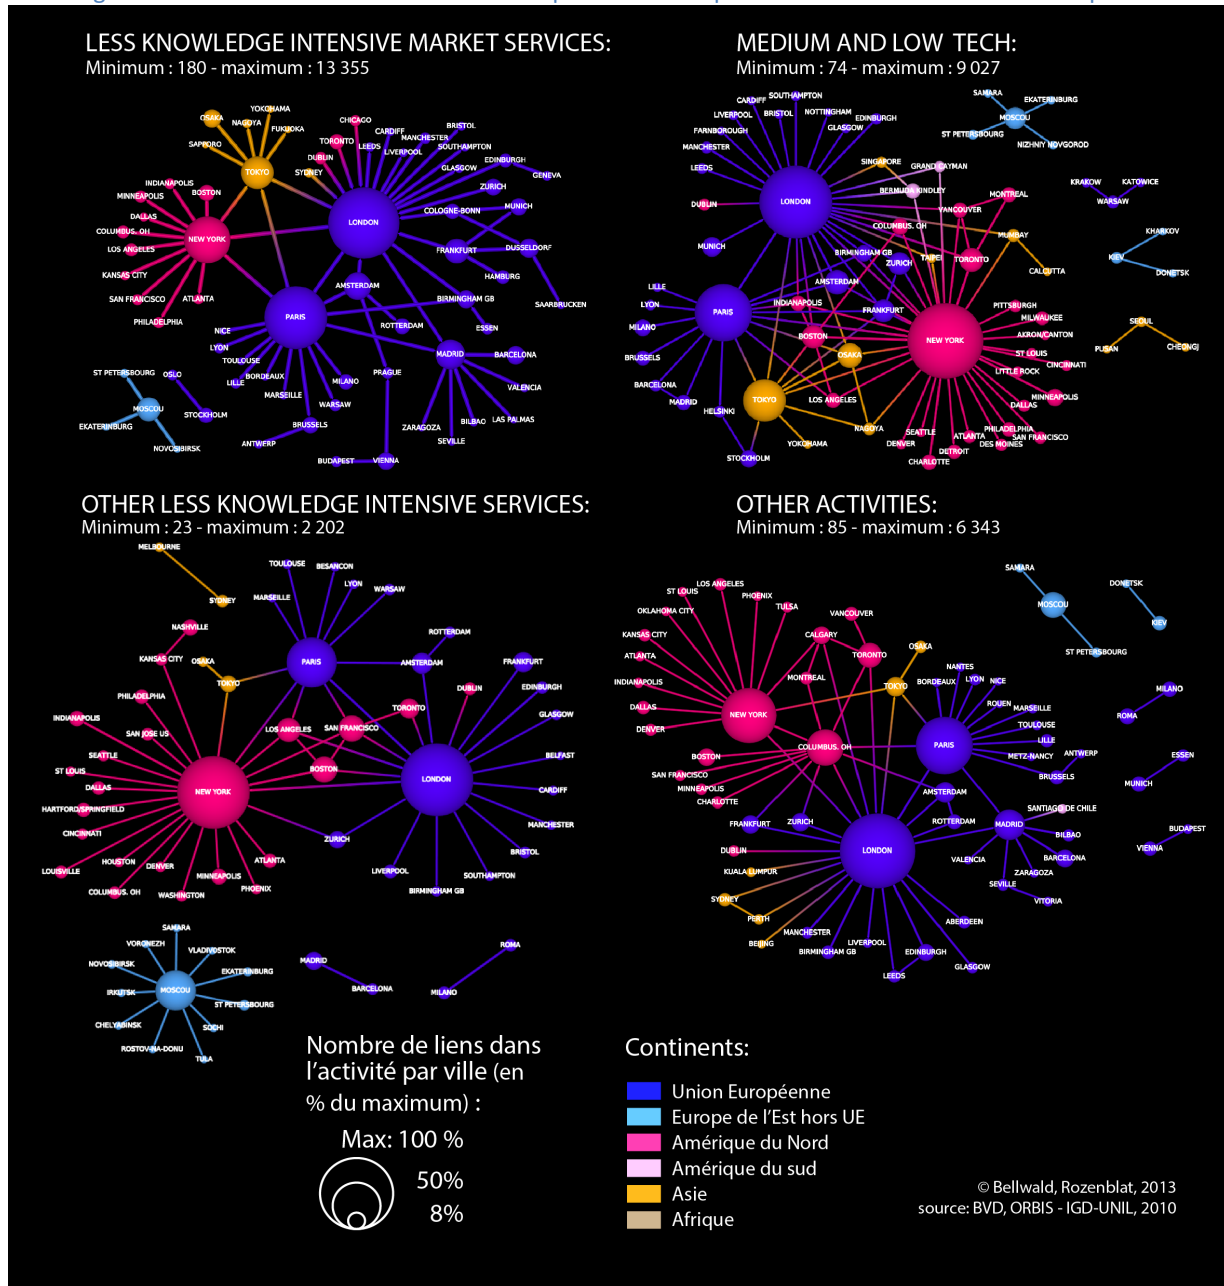 LESS KNOWLEDGE INTENSIVE MARKET SERVICES:
Minimum : 180 - maximum : 13 355
YOKOHAMA
OSAKA
NAGOYA
FUKUOKA
SAPPORO
TOKYO
CHICAGO
TORONTO
DUBLIN
SYDNEY
LEEDS
CARDIFF
LIVERPOOL
MANCHESTER
BRISTOL
SOUTHAMPTON
GLASGOW
EDINBURGH
GENEVA
ZURICH
MUNICH
COLOGNE-BONN
INDIANAPOLIS
MINNEAPOLIS
BOSTON
DALLAS
COLUMBUS. OH
NEW YORK
LOS ANGELES
KANSAS CITY
SAN FRANCISCO
ATLANTA
PHILADELPHIA
LONDON
FRANKFURT
DUSSELDORF
HAMBURG
SAARBRUCKEN
AMSTERDAM
BIRMINGHAM GB
ESSEN
ROTTERDAM
PARIS
NICE
LYON
TOULOUSE
LILLE
BORDEAUX
MARSEILLE
MILANO
WARSAW
BRUSSELS
ANTWERP
PRAGUE
BUDAPEST
VIENNA
MADRID
BARCELONA
VALENCIA
LAS PALMAS
BILBAO
SEVILLE
ZARAGOZA
ST PETERSBOURG
OSLO
MOSCOU
STOCKHOLM
EKATERINBURG
NOVOSIBIRSK
MEDIUM AND LOW  TECH:
Minimum : 74 - maximum : 9 027
SOUTHAMPTON
CARDIFF
LIVERPOOL
BRISTOL
NOTTINGHAM
EDINBURGH
FARNBOROUGH
GLASGOW
MANCHESTER
LEEDS
SINGAPORE
GRAND CAYMAN
BERMUDA KINDLEY
DUBLIN
LONDON
MUNICH
COLUMBUS. OH
VANCOUVER
MONTREAL
MUMBAY
BIRMINGHAM GB
ZURICH
TAIPEI
TORONTO
CALCUTTA
AMSTERDAM
LILLE
LYON
MILANO
PARIS
INDIANAPOLIS
FRANKFURT
BOSTON
OSAKA
NEW YORK
PITTSBURGH
MILWAUKEE
AKRON/CANTON
ST LOUIS
CINCINNATI
LITTLE ROCK
BRUSSELS
BARCELONA
MADRID
HELSINKI
TOKYO
LOS ANGELES
MINNEAPOLIS
DALLAS
NAGOYA
YOKOHAMA
STOCKHOLM
SEATTLE
DENVER
CHARLOTTE
ATLANTA
DETROIT
PHILADELPHIA
DES MOINES
SAN FRANCISCO
SAMARA
EKATERINBURG
MOSCOU
ST PETERSBOURG
NIZHNIY NOVGOROD
KRAKOW
KATOWICE
WARSAW
KHARKOV
KIEV
DONETSK
SEOUL
PUSAN
CHEONGJ
OTHER LESS KNOWLEDGE INTENSIVE SERVICES:
Minimum : 23 - maximum : 2 202
MELBOURNE
SYDNEY
TOULOUSE
BESANCON
LYON
WARSAW
MARSEILLE
NASHVILLE
KANSAS CITY
OSAKA
TOKYO
PARIS
AMSTERDAM
ROTTERDAM
FRANKFURT
DUBLIN
EDINBURGH
GLASGOW
PHILADELPHIA
INDIANAPOLIS
SAN JOSE US
LOS ANGELES
SAN FRANCISCO
TORONTO
SEATTLE
ST LOUIS
BOSTON
BELFAST
DALLAS
NEW YORK
LONDON
CARDIFF
HARTFORD/SPRINGFIELD
CINCINNATI
MANCHESTER
ZURICH
BRISTOL
LOUISVILLE
HOUSTON
DENVER
ATLANTA
MINNEAPOLIS
PHOENIX
COLUMBUS. OH
WASHINGTON
LIVERPOOL
BIRMINGHAM GB
SOUTHAMPTON
SAMARA
VORONEZH
VLADIVOSTOK
NOVOSIBIRSK
EKATERINBURG
IRKUTSK
MOSCOU
ST PETERSBOURG
CHELYABINSK
SOCHI
ROSTOV-NA-DONU
TULA
MADRID
BARCELONA
ROMA
MILANO
OTHER ACTIVITIES:
Minimum : 85 - maximum : 6 343
LOS ANGELES
ST LOUIS
PHOENIX
TULSA
OKLAHOMA CITY
VANCOUVER
KANSAS CITY
CALGARY
ATLANTA
TORONTO
OSAKA
INDIANAPOLIS
MONTREAL
TOKYO
NANTES
BORDEAUX
LYON
NICE
DALLAS
NEW YORK
ROUEN
MARSEILLE
DENVER
TOULOUSE
COLUMBUS. OH
PARIS
LILLE
BOSTON
METZ-NANCY
ANTWERP
SAN FRANCISCO
BRUSSELS
MINNEAPOLIS
AMSTERDAM
CHARLOTTE
SANTIAGO DE CHILE
FRANKFURT
ZURICH
ROTTERDAM
MADRID
BILBAO
DUBLIN
LONDON
VALENCIA
BARCELONA
KUALA LUMPUR
ZARAGOZA
SEVILLE
SYDNEY
VITORIA
PERTH
BEIJING
MANCHESTER
ABERDEEN
BIRMINGHAM GB
LIVERPOOL
EDINBURGH
LEEDS
GLASGOW
SAMARA
MOSCOU
ST PETERSBOURG
DONETSK
KIEV
MILANO
ROMA
ESSEN
MUNICH
BUDAPEST
VIENNA
Nombre de liens dans
l'activité par ville (en
% du maximum) :
Max: 100 %
50%
8%
Continents:
Union Européenne
Europe de l'Est hors UE
Amérique du Nord
Amérique du sud
Asie
Afrique
© Bellwald, Rozenblat, 2013
source: BVD, ORBIS - IGD-UNIL, 2010